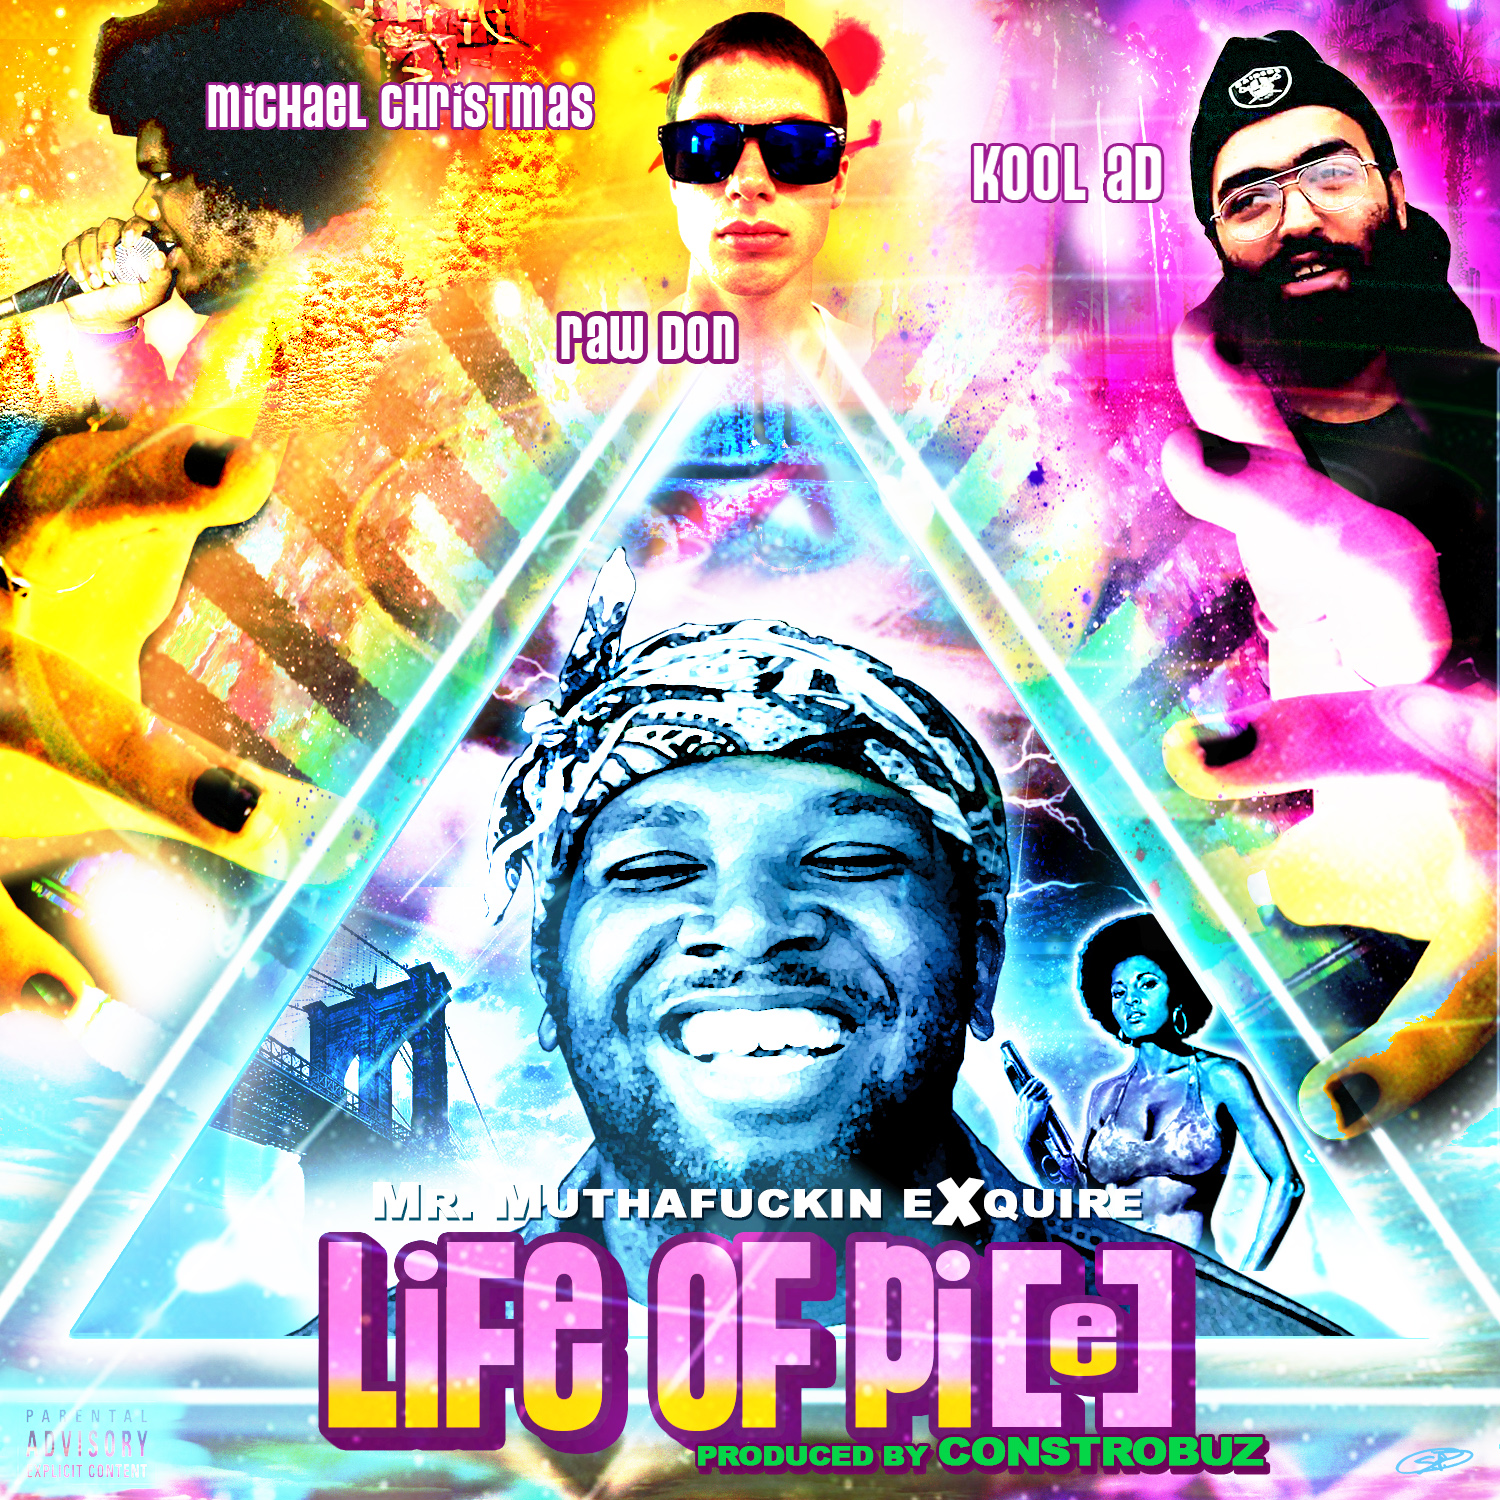 Michael Christmas
Kool AD
Raw Don
Mr. Muthafuckin eXquire
Life of Pi[e]
PRODUCED BY CONSTROBUZ
PARENTAL
ADVISORY
EXPLICIT CONTENT